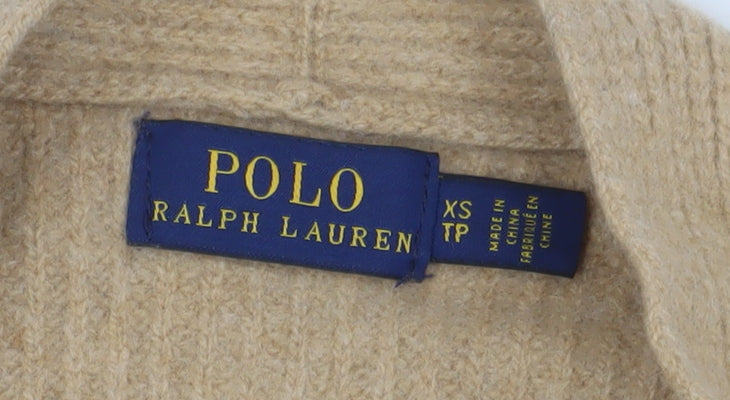 POLO
RALPH LAUREN
XS
TP
MADE IN
CHINA
FABRIQUÉ EN
CHINE